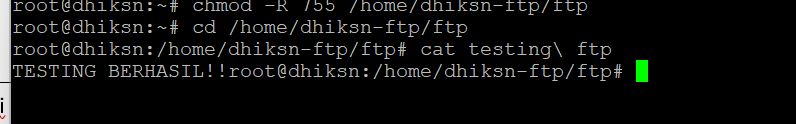 root@dhiksn:~# chmod -R 755 /home/dhiksn-ftp/ftp
root@dhiksn:~# cd /home/dhiksn-ftp/ftp
root@dhiksn:/home/dhiksn-ftp/ftp# cat testing\ ftp
TESTING BERHASIL!!root@dhiksn:/home/dhiksn-ftp/ftp#
i